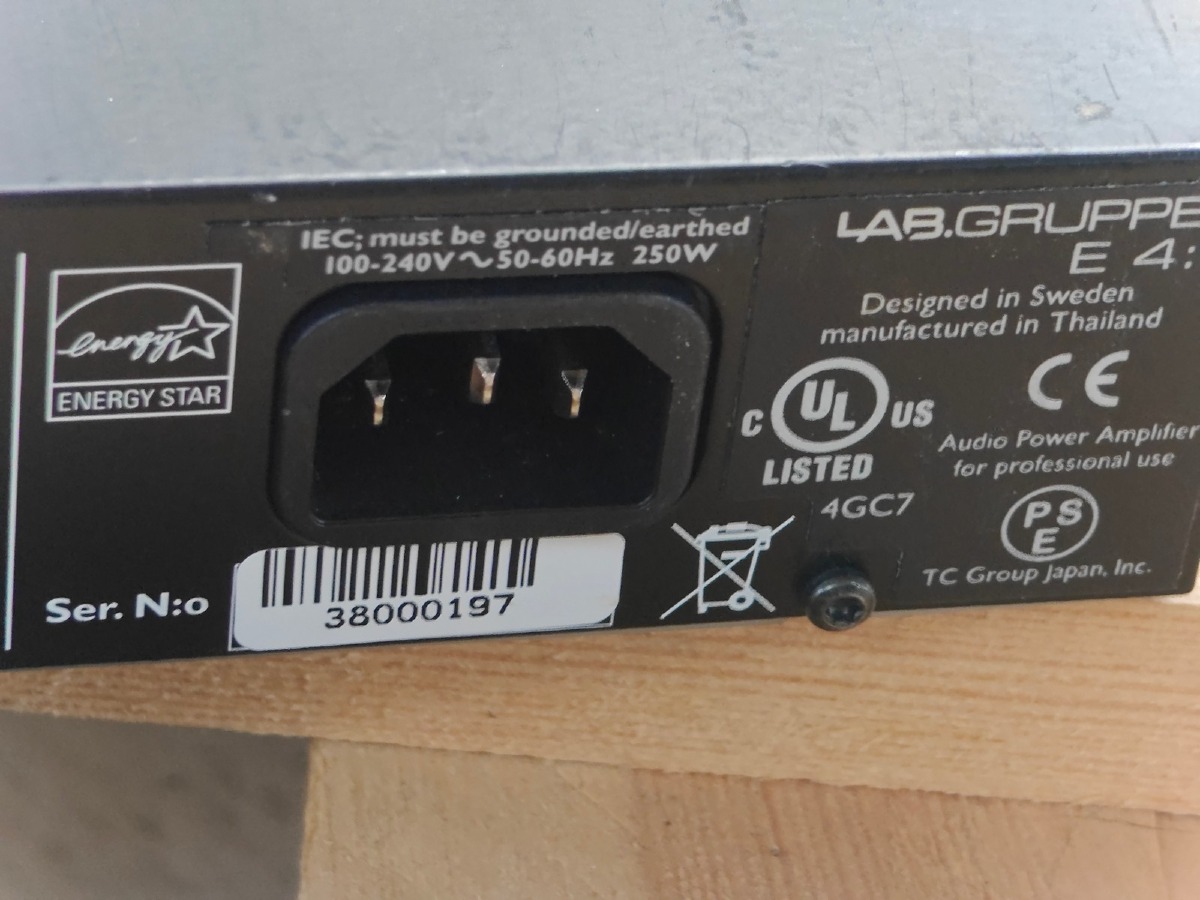 IEC; must be grounded/earthed
100-240V~50-60Hz 250W
energy
ENERGY STAR
LAB.GRUPPE
E 4:
Designed in Sweden
manufactured in Thailand
CE
C UL US
LISTED
4GC7
Audio Power Amplifier
for professional use
PS
E
TC Group Japan, Inc.
Ser. N:o
38000197